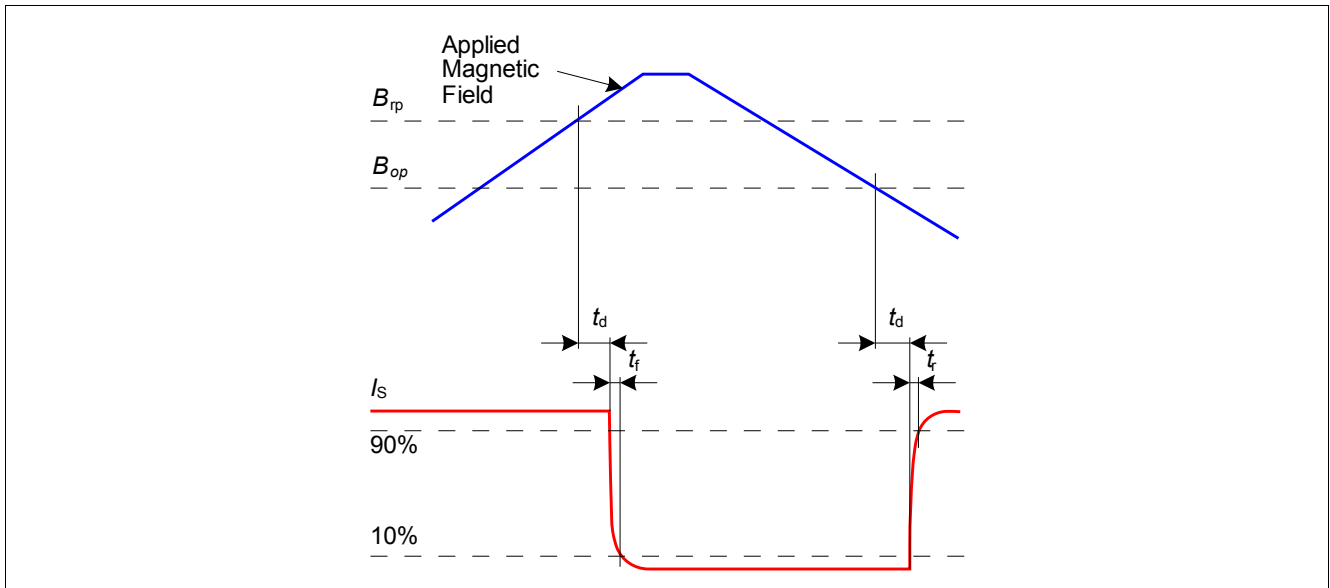 Applied
Magnetic
Field
Brp
Bop
td
td
tf
tr
IS
90%
10%